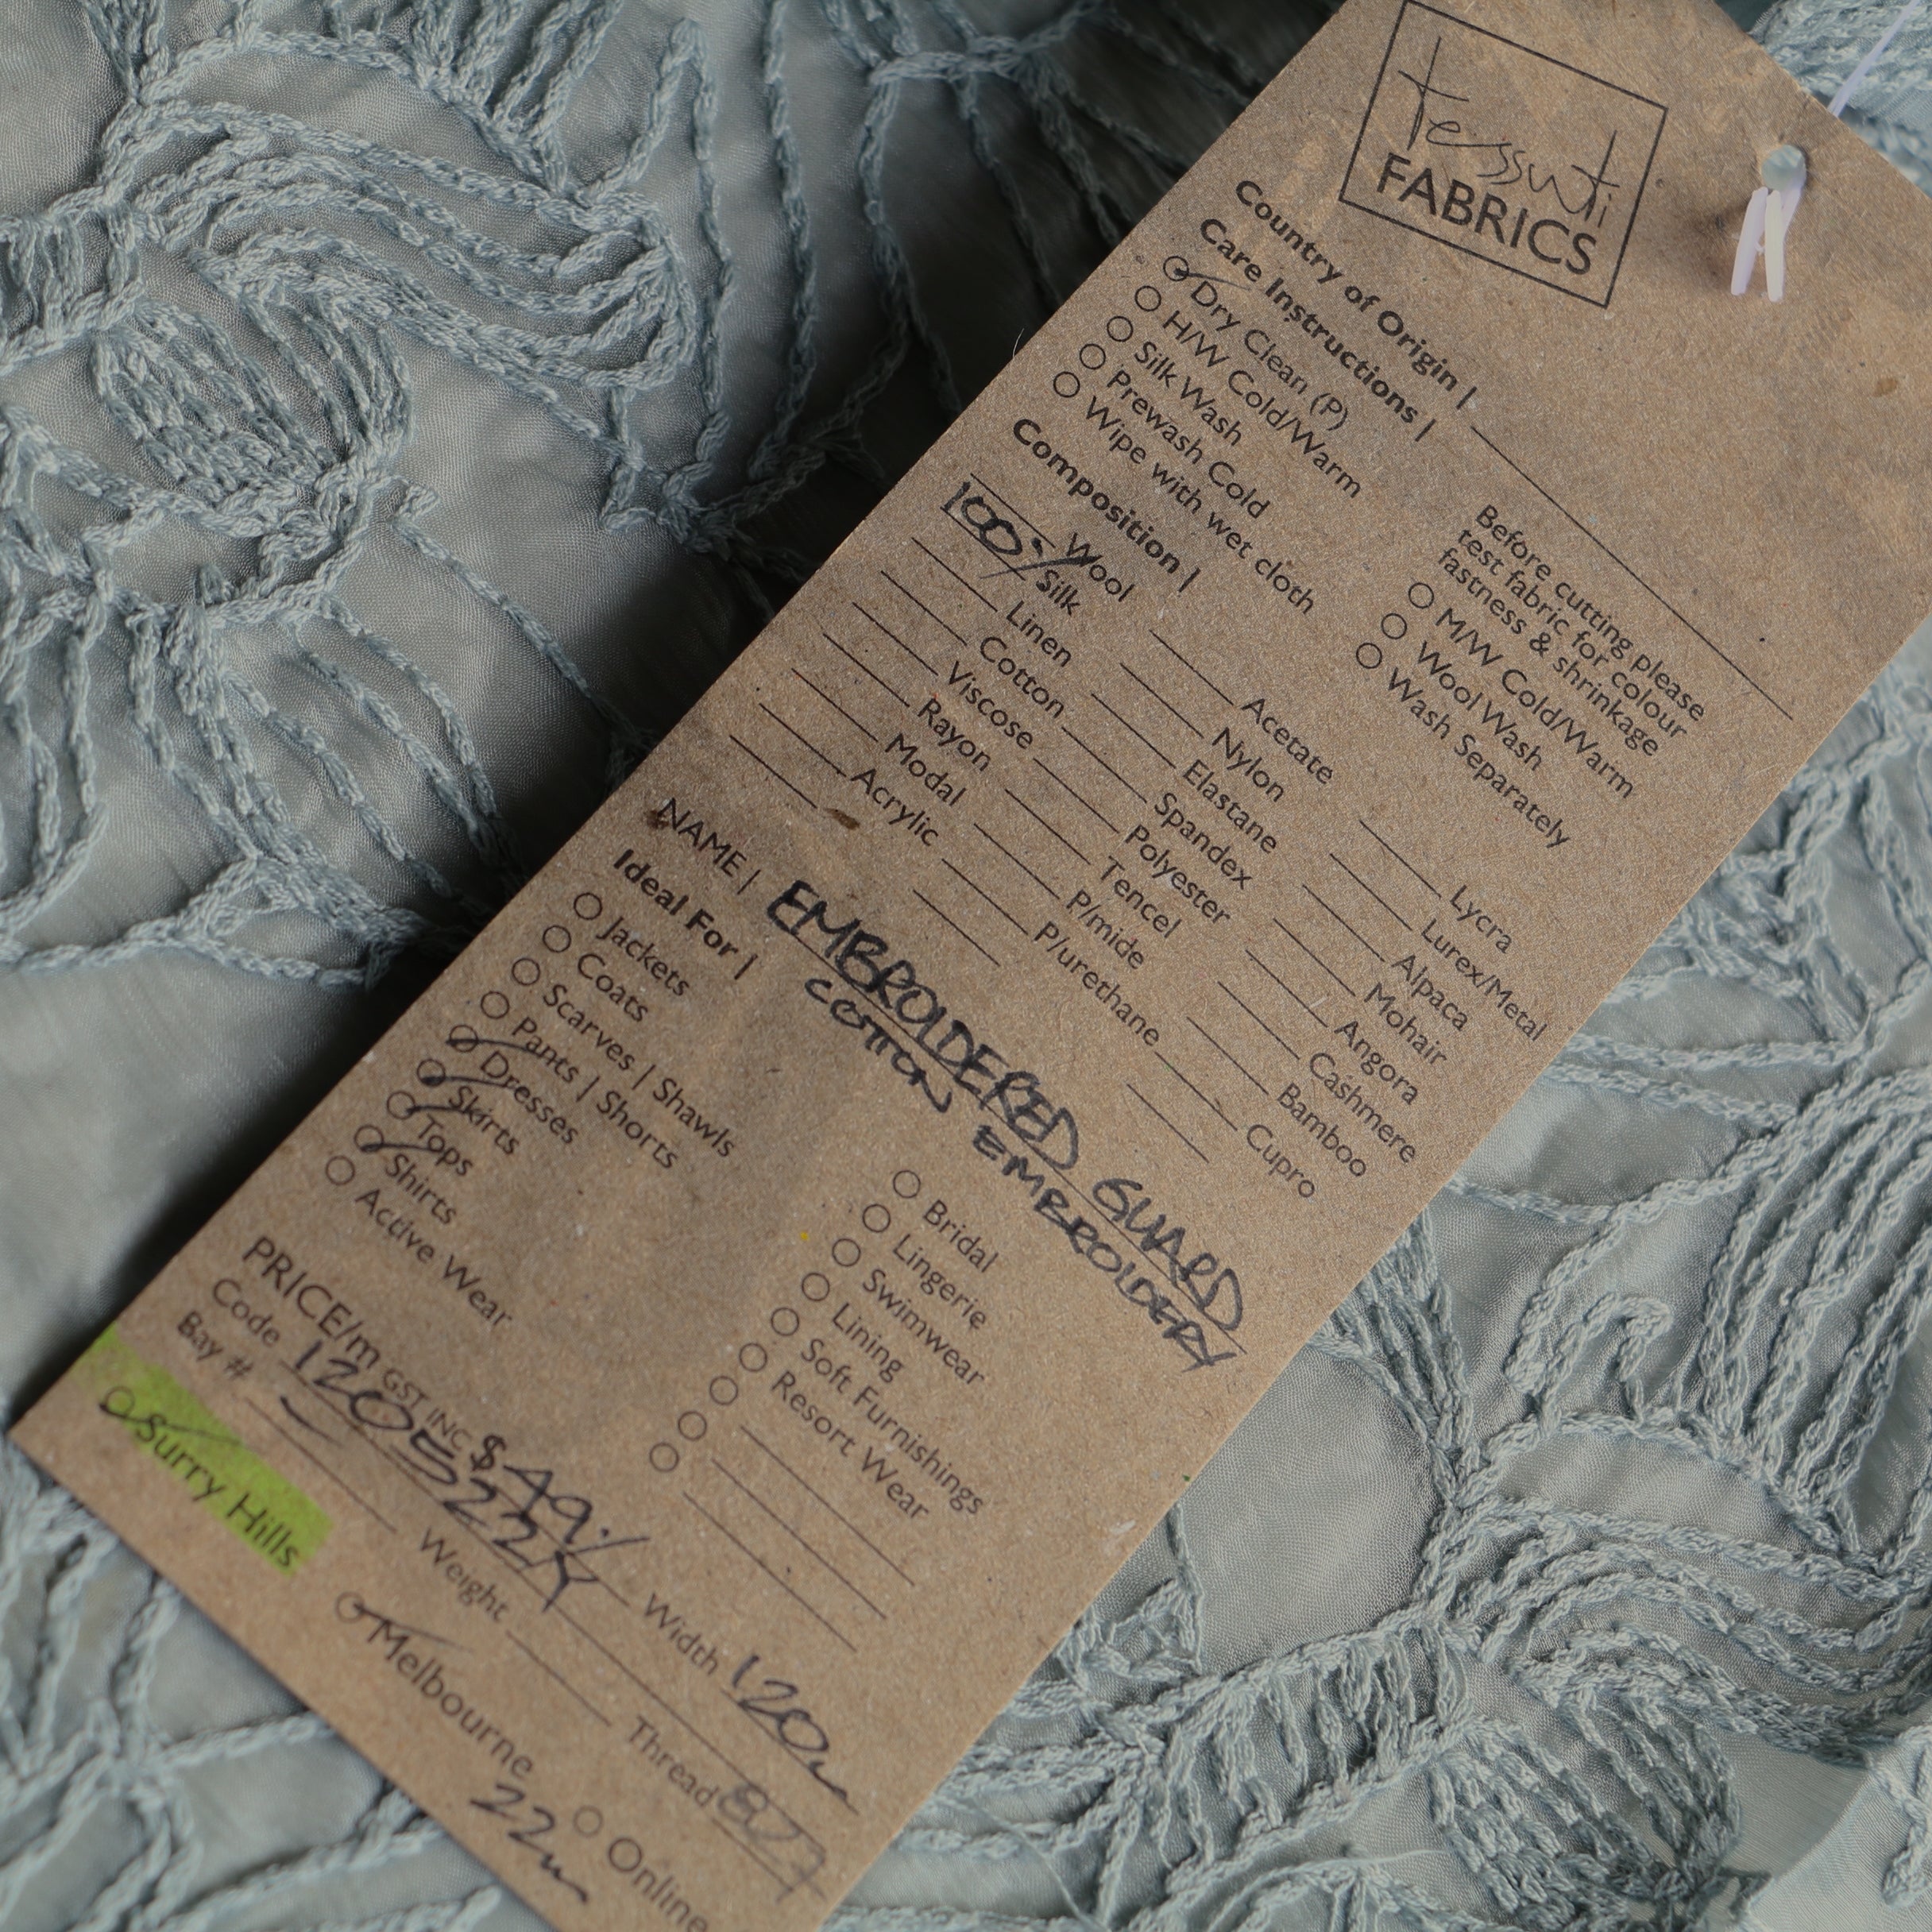 tessuti
FABRICS
Country of Origin |
Care Instructions |
Dry Clean (P)
H/W Cold/Warm
Silk Wash
Prewash Cold
Wipe with wet cloth
Before cutting please
test fabric for colour
fastness & shrinkage
M/W Cold/Warm
Wool Wash
Wash Separately
Composition |
Wool
100% Silk
Linen
Cotton
Viscose
Rayon
Modal
Acrylic
Acetate
Nylon
Elastane
Spandex
Polyester
Tencel
P/mide
P/urethane
Lycra
Lurex/Metal
Alpaca
Mohair
Angora
Cashmere
Bamboo
Cupro
NAME | EMBROIDERED GUARD
COTTON EMBROIDERY
Ideal For |
Jackets
Coats
Scarves | Shawls
Pants | Shorts
Dresses
Skirts
Tops
Shirts
Active Wear
Bridal
Lingerie
Swimwear
Lining
Soft Furnishings
Resort Wear
PRICE/m GST INC $49./ Width 120
Code Thread 827
Bay # Weight
Surry Hills Melbourne Online